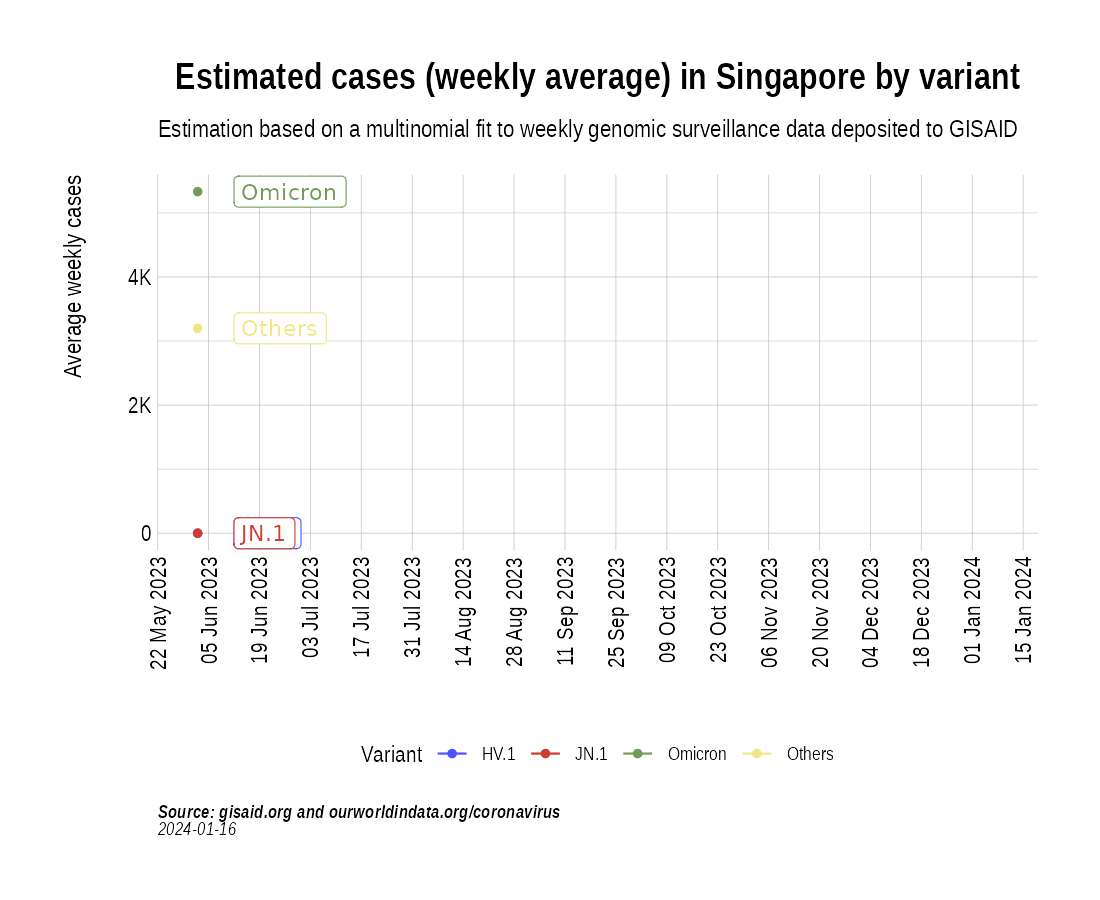 Estimated cases (weekly average) in Singapore by variant
Estimation based on a multinomial fit to weekly genomic surveillance data deposited to GISAID
Average weekly cases
Omicron
4K
Others
2K
0
JN.1
22 May 2023
05 Jun 2023
19 Jun 2023
03 Jul 2023
17 Jul 2023
31 Jul 2023
14 Aug 2023
28 Aug 2023
11 Sep 2023
25 Sep 2023
09 Oct 2023
23 Oct 2023
06 Nov 2023
20 Nov 2023
04 Dec 2023
18 Dec 2023
01 Jan 2024
15 Jan 2024
Variant HV.1 JN.1 Omicron Others
Source: gisaid.org and ourworldindata.org/coronavirus
2024-01-16